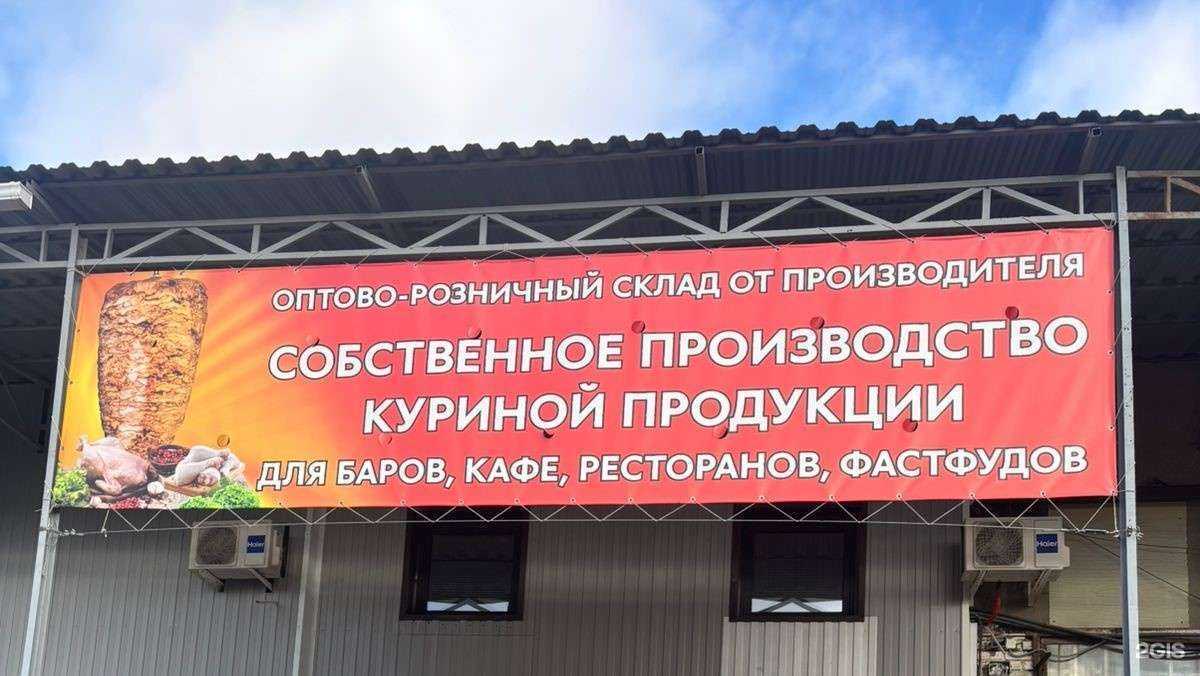 ОПТОВО-РОЗНИЧНЫЙ СКЛАД ОТ ПРОИЗВОДИТЕЛЯ
СОБСТВЕННОЕ ПРОИЗВОДСТВО
КУРИНОЙ ПРОДУКЦИИ
ДЛЯ БАРОВ, КАФЕ, РЕСТОРАНОВ, ФАСТФУДОВ
Haier
Haier
2GIS